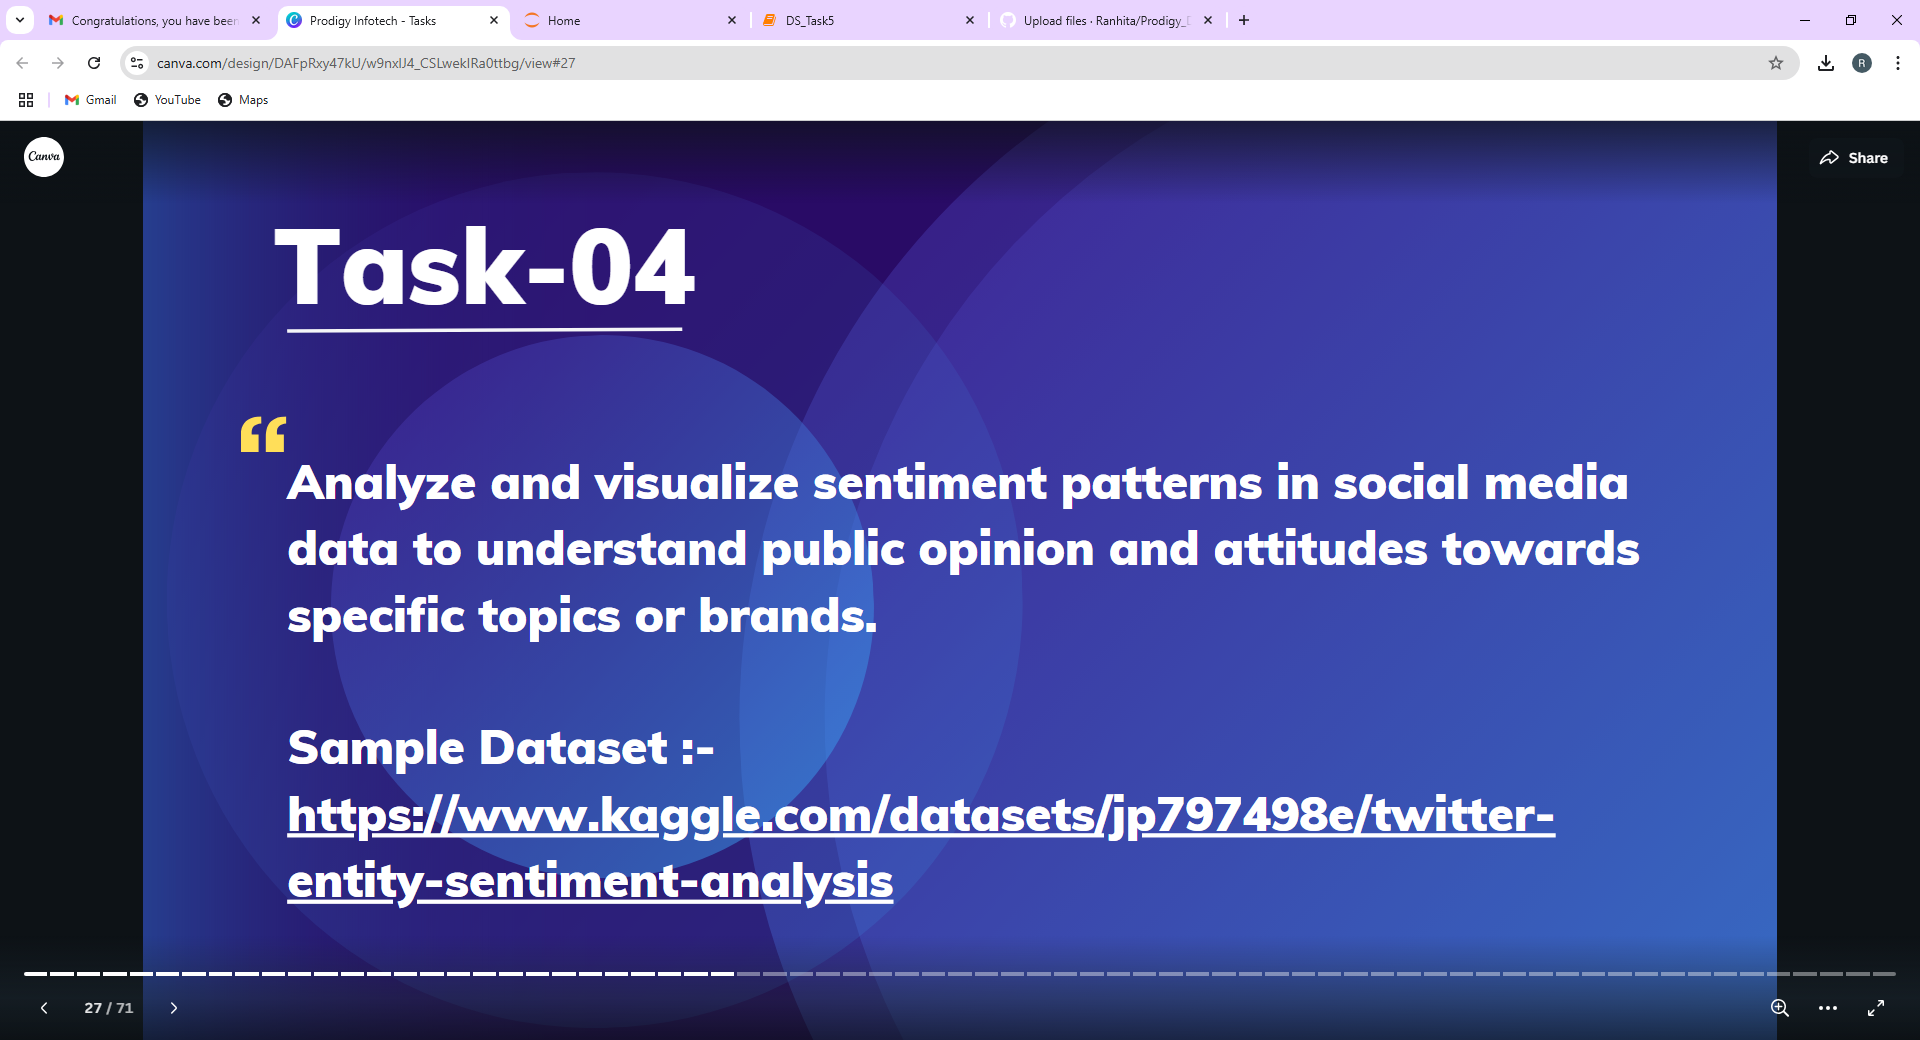 Congratulations, you have been
Prodigy Infotech - Tasks
Home
DS_Task5
Upload files · Ranhita/Prodigy_
canva.com/design/DAFpRxy47kU/w9nxlJ4_CSLwekIRa0ttbg/view#27
R
Gmail
YouTube
Maps
Canva
Share
Task-04
“
Analyze and visualize sentiment patterns in social media
data to understand public opinion and attitudes towards
specific topics or brands.
Sample Dataset :-
https://www.kaggle.com/datasets/jp797498e/twitter-
entity-sentiment-analysis
27 / 71